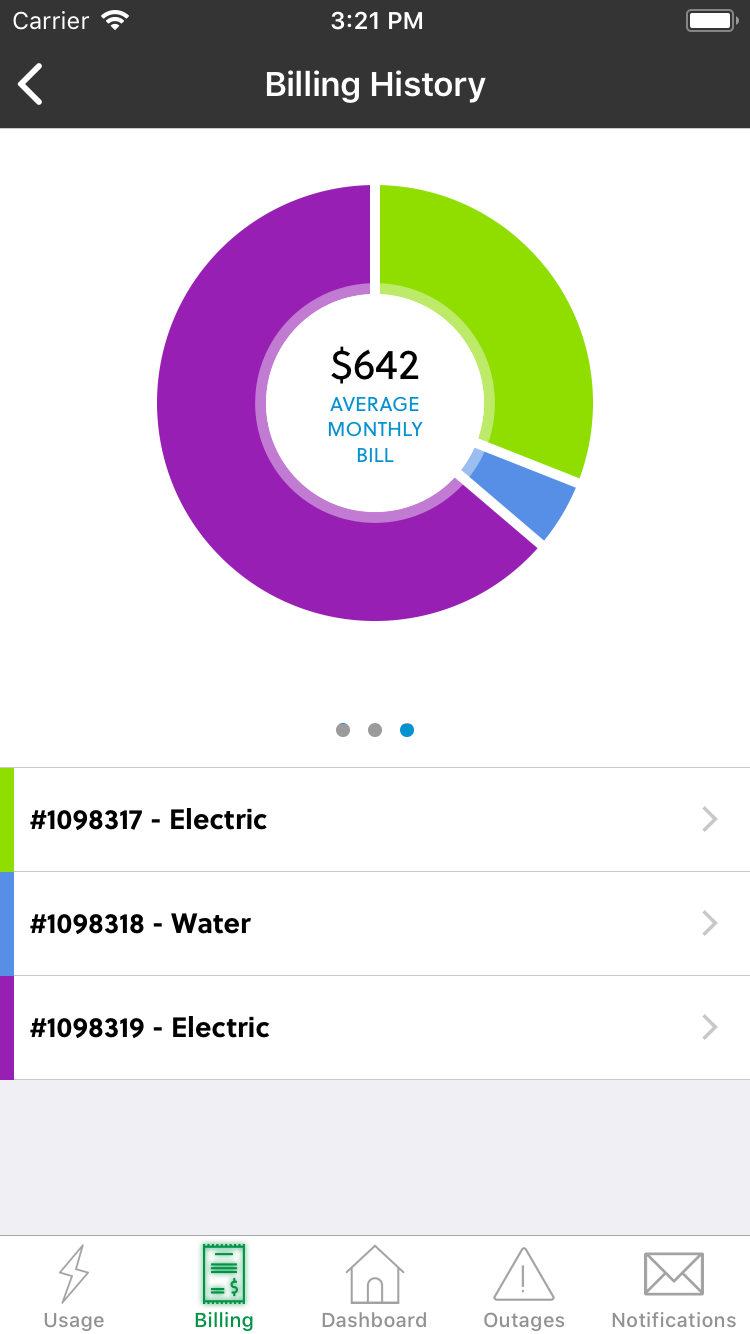 Carrier 3:21 PM
Billing History
$642
AVERAGE
MONTHLY
BILL
#1098317 - Electric
#1098318 - Water
#1098319 - Electric
$
Usage Billing Dashboard Outages Notifications